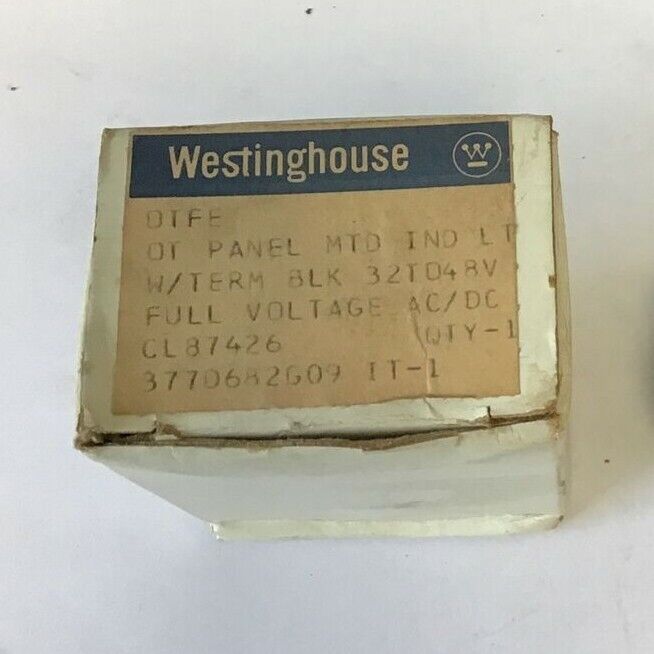 Westinghouse W
OTFE
OT PANEL MTD IND LT
W/TERM BLK 32TO48V
FULL VOLTAGE AC/DC
CL87426 QTY-1
3770682G09 IT-1